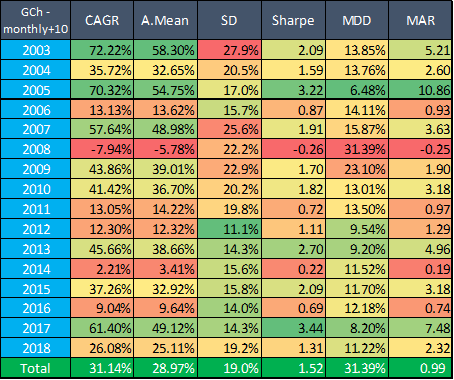 GCh - monthly+10 CAGR A.Mean SD Sharpe MDD MAR
2003 72.22% 58.30% 27.9% 2.09 13.85% 5.21
2004 35.72% 32.65% 20.5% 1.59 13.76% 2.60
2005 70.32% 54.75% 17.0% 3.22 6.48% 10.86
2006 13.13% 13.62% 15.7% 0.87 14.11% 0.93
2007 57.64% 48.98% 25.6% 1.91 15.87% 3.63
2008 -7.94% -5.78% 22.2% -0.26 31.39% -0.25
2009 43.86% 39.01% 22.9% 1.70 23.10% 1.90
2010 41.42% 36.70% 20.2% 1.82 13.01% 3.18
2011 13.05% 14.22% 19.8% 0.72 13.50% 0.97
2012 12.30% 12.32% 11.1% 1.11 9.54% 1.29
2013 45.66% 38.66% 14.3% 2.70 9.20% 4.96
2014 2.21% 3.41% 15.6% 0.22 11.52% 0.19
2015 37.26% 32.92% 15.8% 2.09 11.70% 3.18
2016 9.04% 9.64% 14.0% 0.69 12.18% 0.74
2017 61.40% 49.12% 14.3% 3.44 8.20% 7.48
2018 26.08% 25.11% 19.2% 1.31 11.22% 2.32
Total 31.14% 28.97% 19.0% 1.52 31.39% 0.99